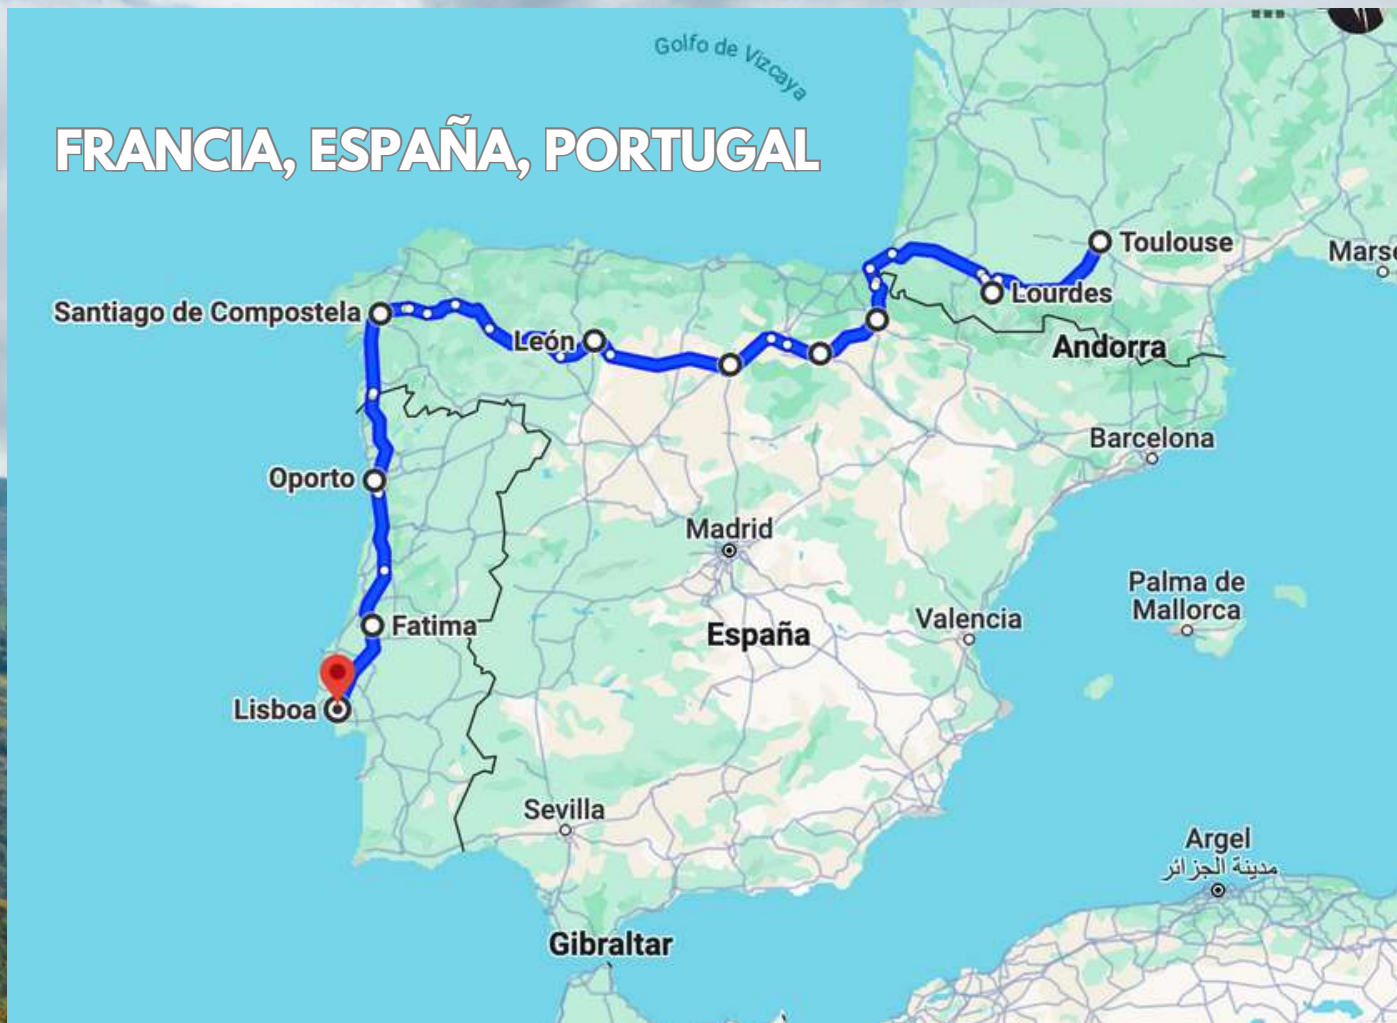 Golfo de Vizcaya
FRANCIA, ESPAÑA, PORTUGAL
Toulouse
Lourdes
Santiago de Compostela
León
Andorra
Barcelona
Oporto
Madrid
España
Palma de
Mallorca
Valencia
Fatima
Lisboa
Sevilla
Argel
مدينة الجزائر
Gibraltar